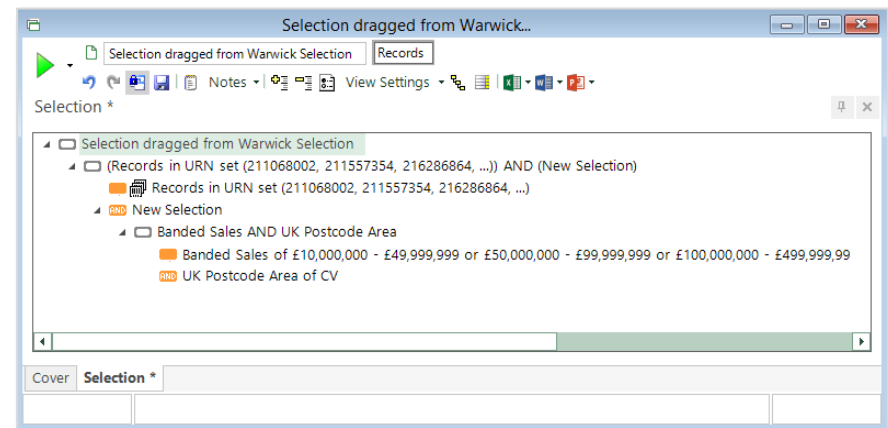 Selection dragged from Warwick...
Selection dragged from Warwick Selection Records
Notes View Settings
Selection *
Selection dragged from Warwick Selection
(Records in URN set (211068002, 211557354, 216286864, ...)) AND (New Selection)
Records in URN set (211068002, 211557354, 216286864, ...)
AND New Selection
Banded Sales AND UK Postcode Area
Banded Sales of £10,000,000 - £49,999,999 or £50,000,000 - £99,999,999 or £100,000,000 - £499,999,99
AND UK Postcode Area of CV
Cover Selection *